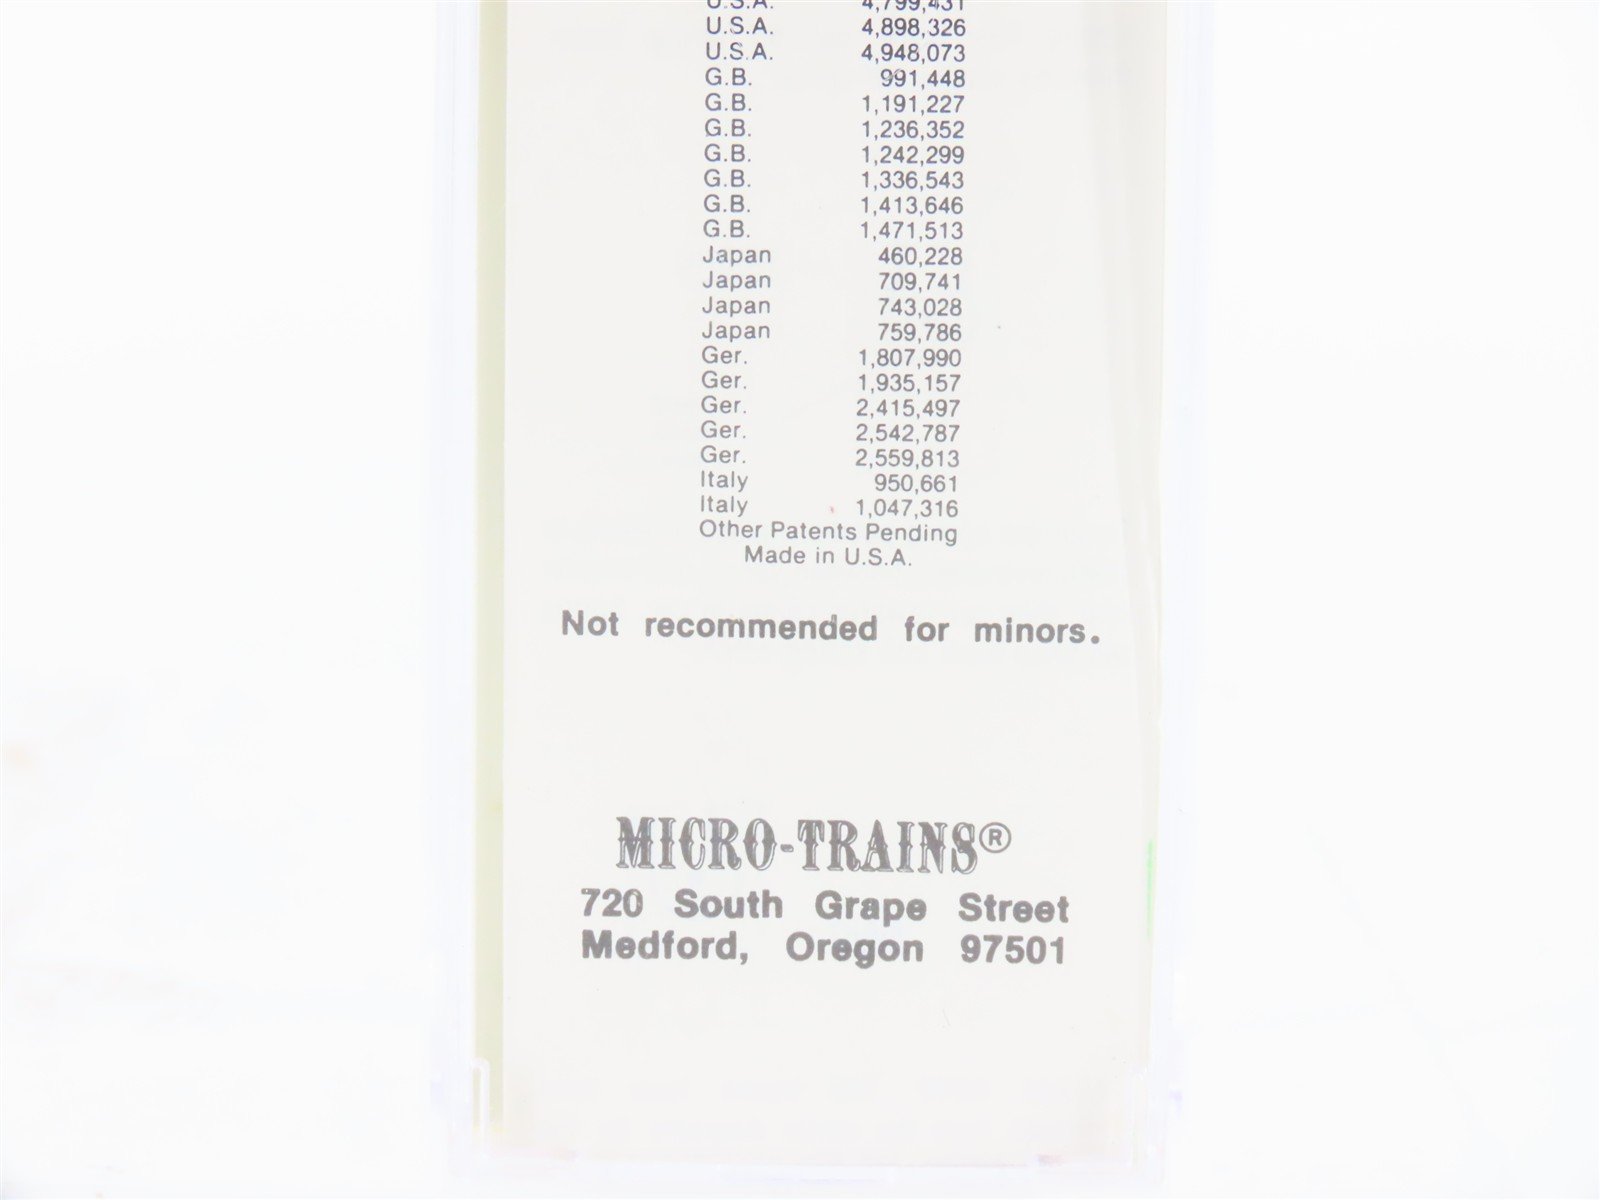 U.S.A. 4,799,431
U.S.A. 4,898,326
U.S.A. 4,948,073
G.B. 991,448
G.B. 1,191,227
G.B. 1,236,352
G.B. 1,242,299
G.B. 1,336,543
G.B. 1,413,646
G.B. 1,471,513
Japan 460,228
Japan 709,741
Japan 743,028
Japan 759,786
Ger. 1,807,990
Ger. 1,935,157
Ger. 2,415,497
Ger. 2,542,787
Ger. 2,559,813
Italy 950,661
Italy 1,047,316
Other Patents Pending
Made in U.S.A.
Not recommended for minors.
MICRO-TRAINS®
720 South Grape Street
Medford, Oregon 97501